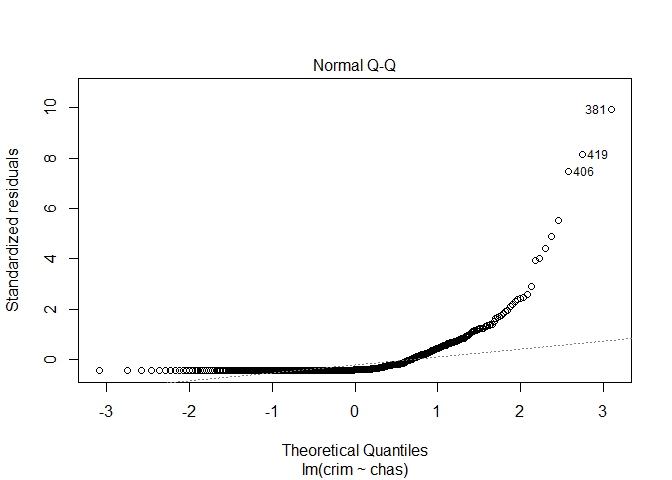 Normal Q-Q
Standardized residuals
10
8
6
4
2
0
381
419
406
-3 -2 -1 0 1 2 3
Theoretical Quantiles
lm(crim ~ chas)